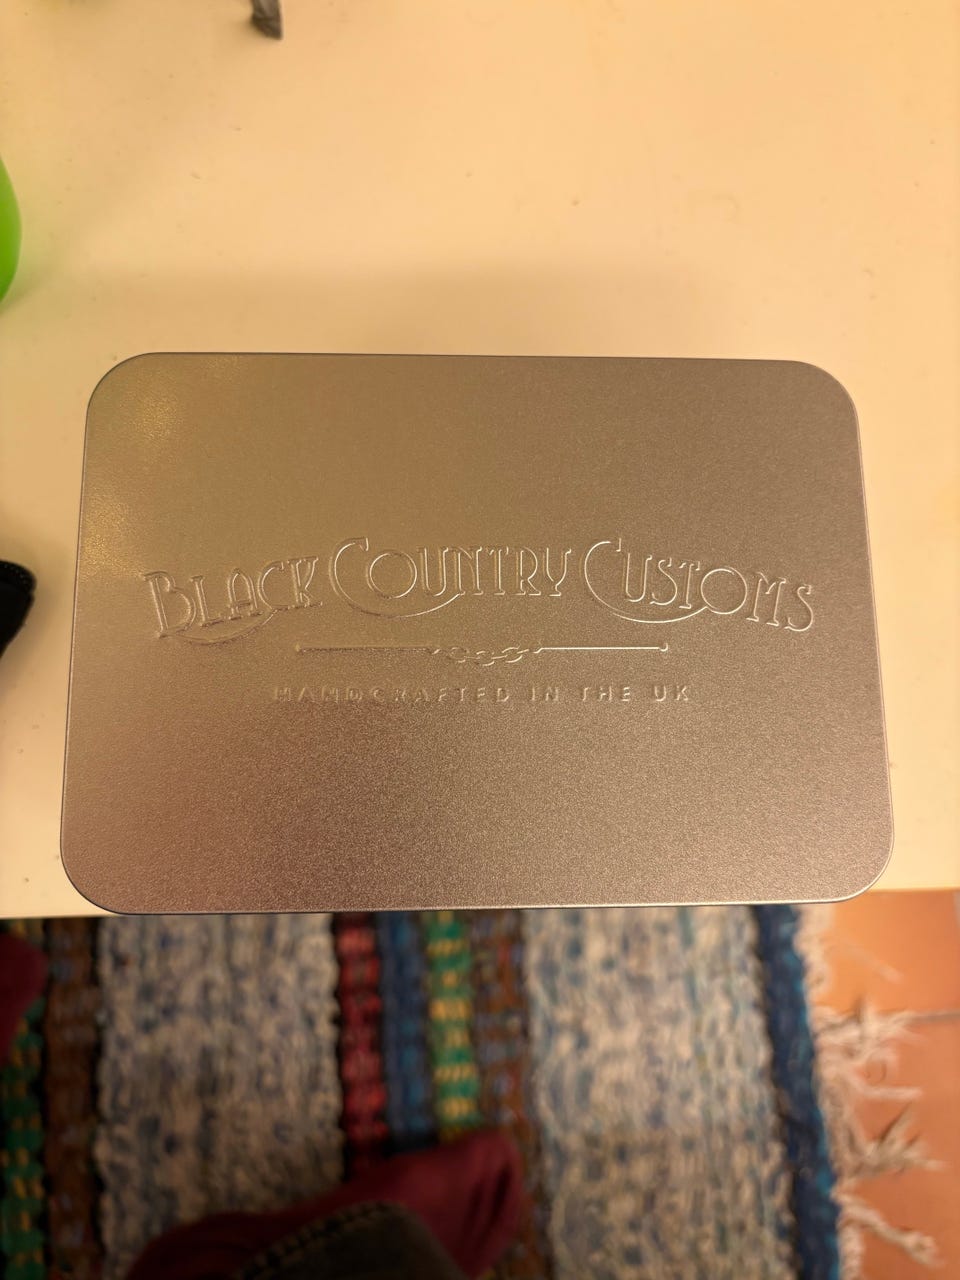 BLACK COUNTRY CUSTOMS
HANDCRAFTED IN THE UK